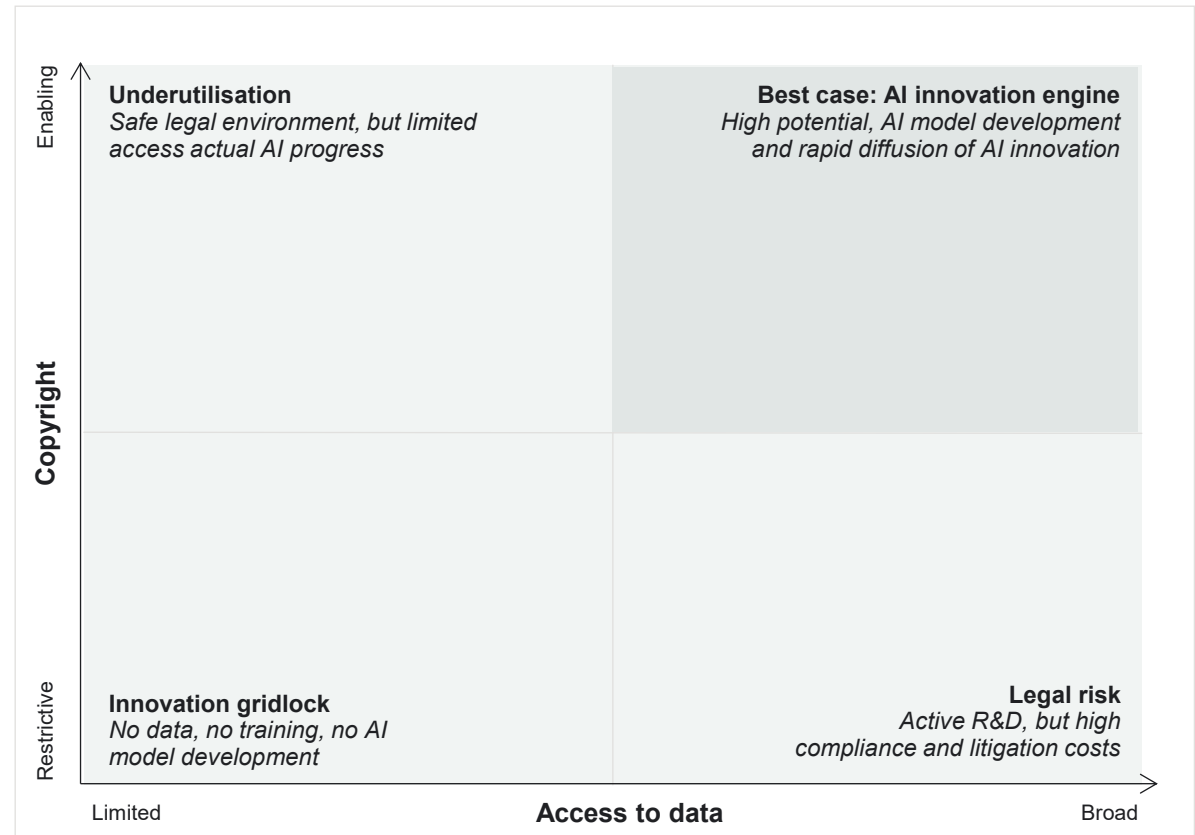 Enabling
Underutilisation
Safe legal environment, but limited
access actual AI progress
Best case: AI innovation engine
High potential, AI model development
and rapid diffusion of AI innovation
Copyright
Restrictive
Innovation gridlock
No data, no training, no AI
model development
Legal risk
Active R&D, but high
compliance and litigation costs
Limited
Access to data
Broad